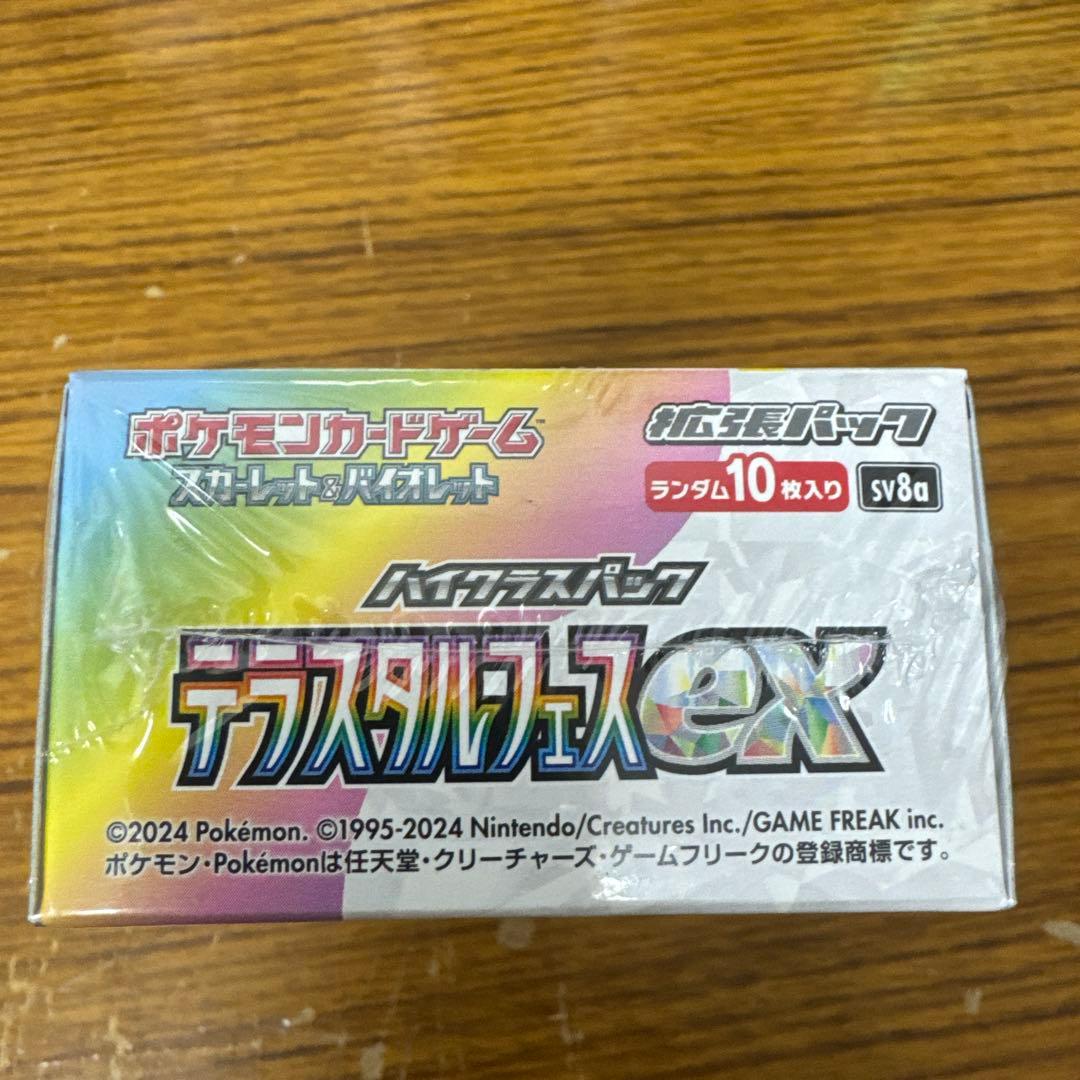 ポケモンカードゲーム™
スカーレット&バイオレット
拡張パック
ランダム10枚入り SV8a
ハイクラスパック
テラスタルフェスex
©2024 Pokémon. ©1995-2024 Nintendo/Creatures Inc./GAME FREAK inc.
ポケモン・Pokémonは任天堂・クリーチャーズ・ゲームフリークの登録商標です。